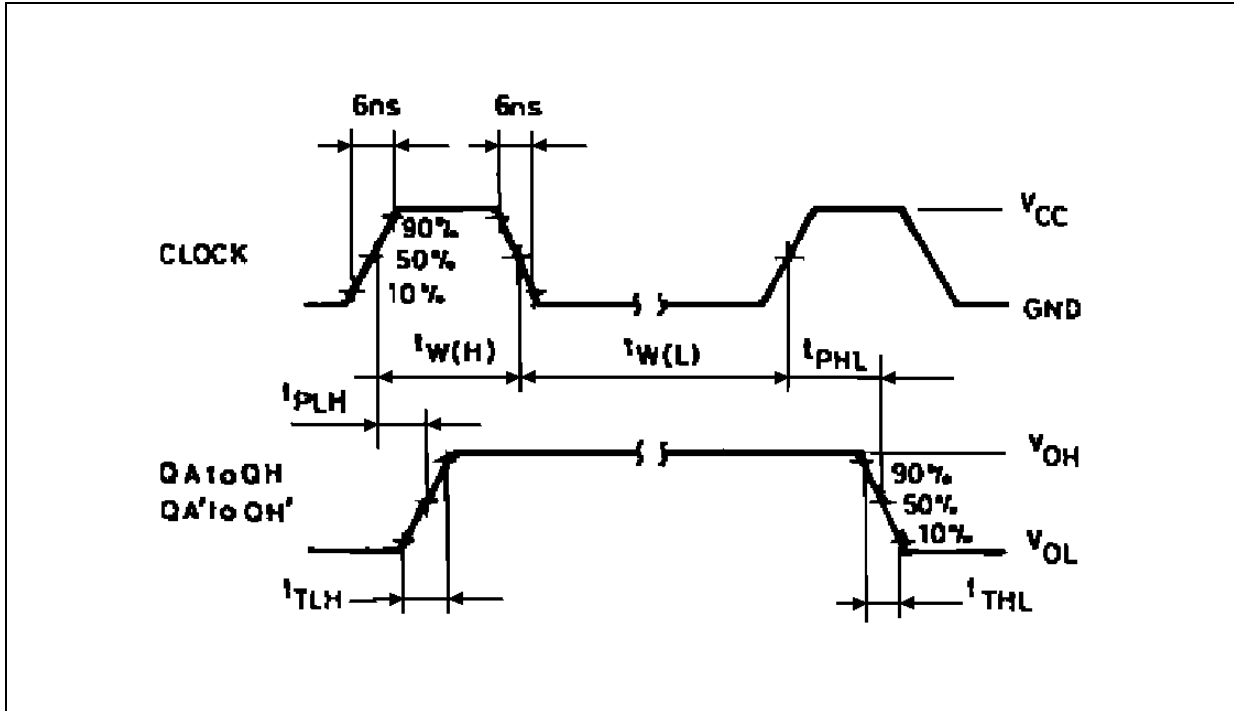 6ns 6ns
VCC
90%
CLOCK 50%
10%
GND
tW(H) tW(L) tPHL
tPLH
VOH
QA to QH 90%
QA' to QH' 50%
10%
VOL
tTLH tTHL